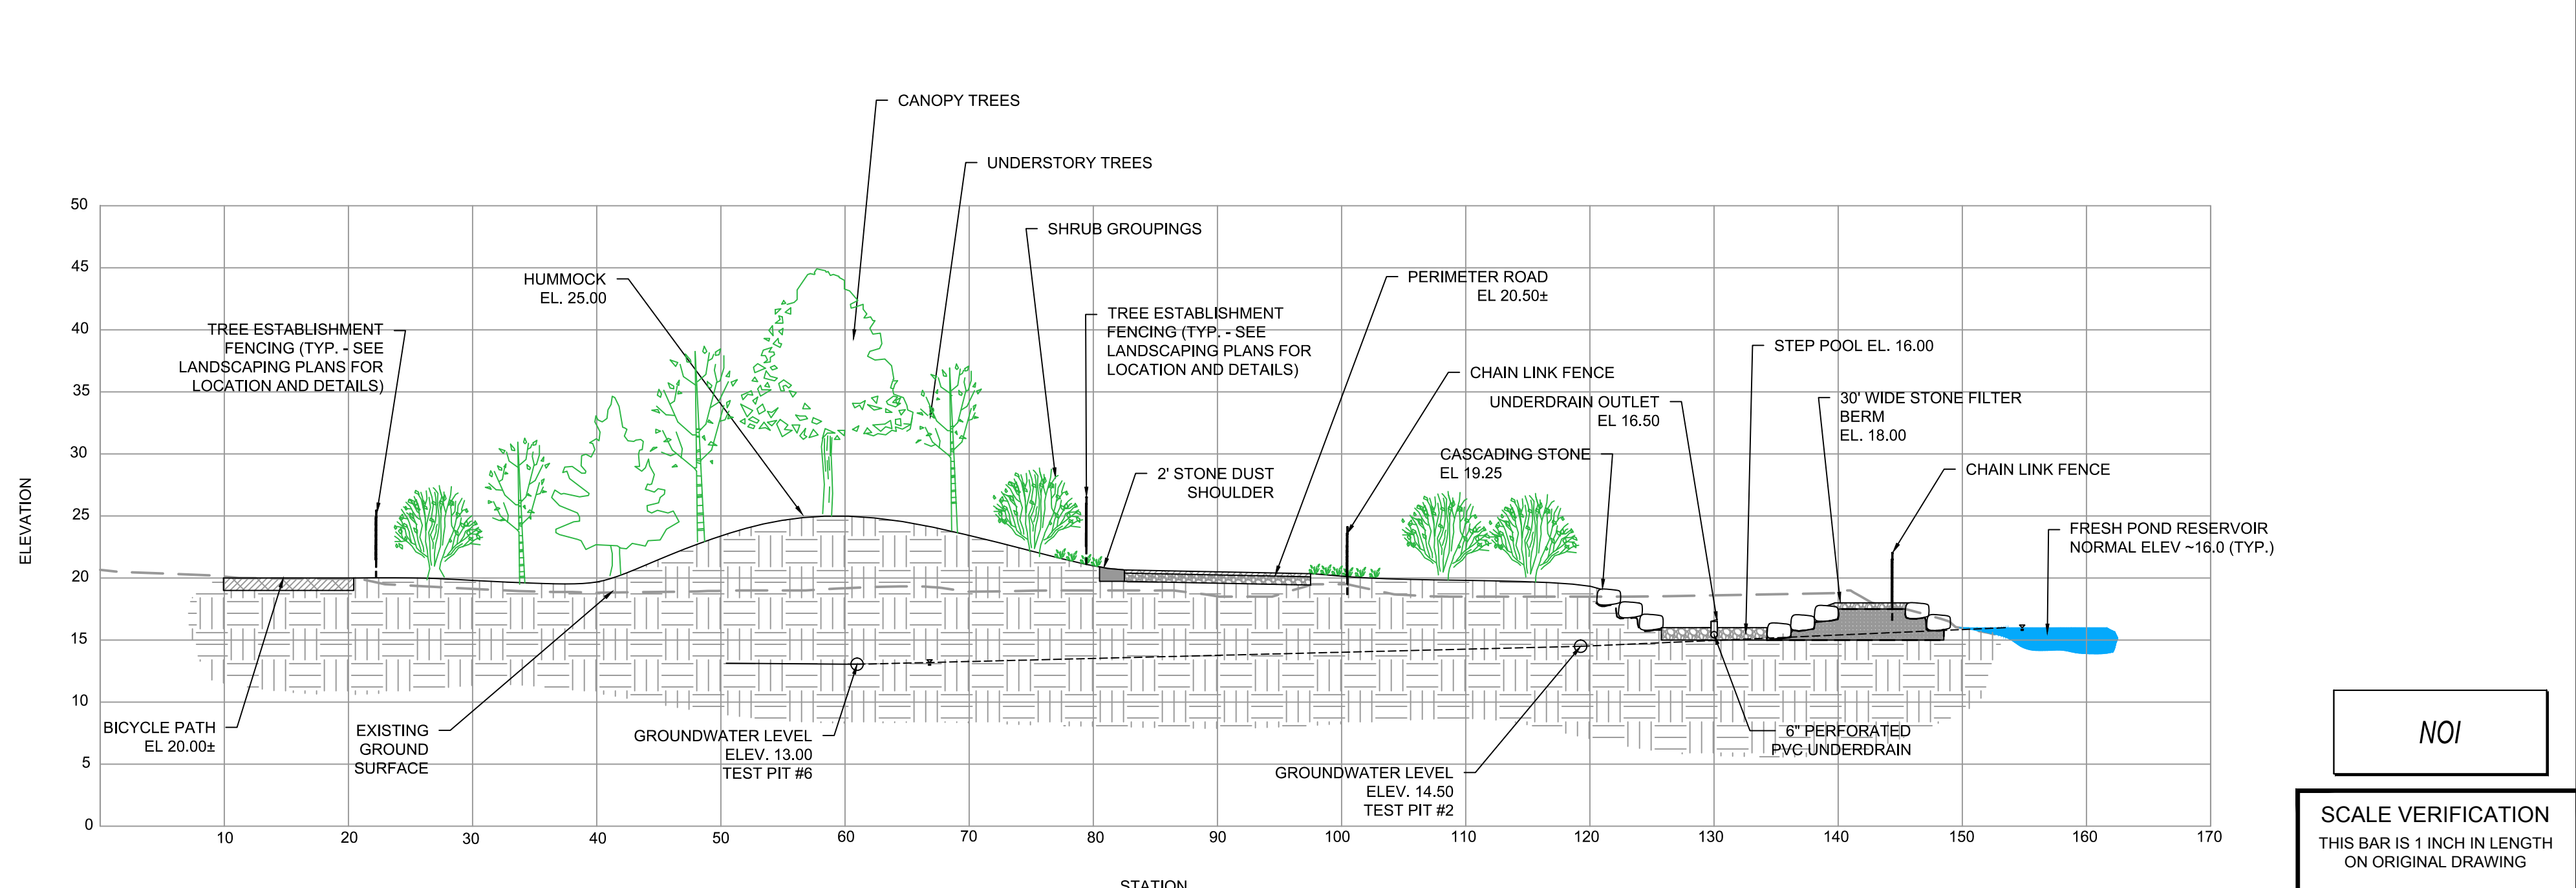 CANOPY TREES
UNDERSTORY TREES
SHRUB GROUPINGS
HUMMOCK
EL. 25.00
PERIMETER ROAD
EL 20.50±
TREE ESTABLISHMENT
FENCING (TYP. - SEE
LANDSCAPING PLANS FOR
LOCATION AND DETAILS)
TREE ESTABLISHMENT
FENCING (TYP. - SEE
LANDSCAPING PLANS FOR
LOCATION AND DETAILS)
STEP POOL EL. 16.00
CHAIN LINK FENCE
UNDERDRAIN OUTLET
EL 16.50
30' WIDE STONE FILTER
BERM
EL. 18.00
CASCADING STONE
EL 19.25
2' STONE DUST
SHOULDER
CHAIN LINK FENCE
FRESH POND RESERVOIR
NORMAL ELEV ~16.0 (TYP.)
BICYCLE PATH
EL 20.00±
EXISTING
GROUND
SURFACE
GROUNDWATER LEVEL
ELEV. 13.00
TEST PIT #6
GROUNDWATER LEVEL
ELEV. 14.50
TEST PIT #2
6" PERFORATED
PVC UNDERDRAIN
ELEVATION
50
45
40
35
30
25
20
15
10
5
0
10 20 30 40 50 60 70 80 90 100 110 120 130 140 150 160 170
STATION
NOI
SCALE VERIFICATION
THIS BAR IS 1 INCH IN LENGTH
ON ORIGINAL DRAWING